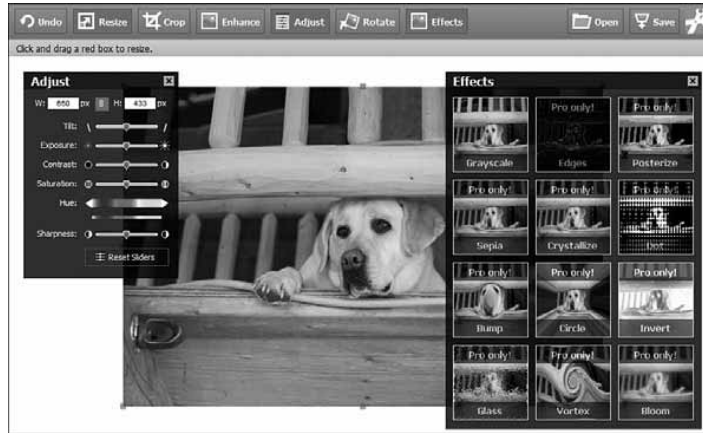 Undo Resize Crop Enhance Adjust Rotate Effects Open Save
Click and drag a red box to resize.
Adjust
W: 650 px H: 433 px
Tilt:
Exposure:
Contrast:
Saturation:
Hue:
Sharpness:
Reset Sliders
Effects
Pro only! Pro only!
Grayscale Edges Posterize
Pro only! Pro only! Pro only!
Sepia Crystallize Dot
Pro only! Pro only! Pro only!
Bump Circle Invert
Pro only! Pro only! Pro only!
Glass Vortex Bloom